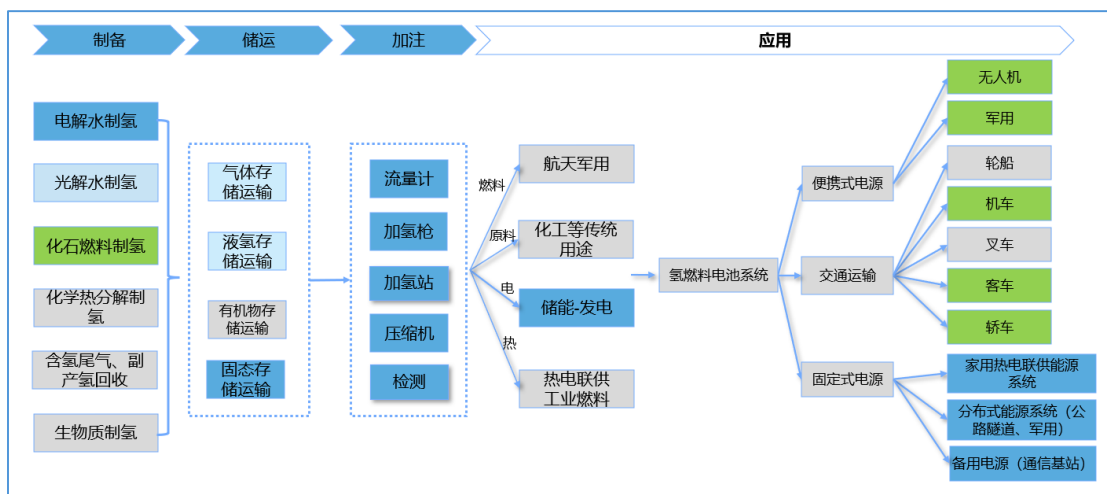 制备
储运
加注
应用
电解水制氢
光解水制氢
化石燃料制氢
化学热分解制
氢
含氢尾气、副
产氢回收
生物质制氢
气体存
储运输
液氢存
储运输
有机物存
储运输
固态存
储运输
流量计
加氢枪
加氢站
压缩机
检测
燃料
原料
电
热
航天军用
化工等传统
用途
储能-发电
热电联供
工业燃料
氢燃料电池系统
便携式电源
交通运输
固定式电源
无人机
军用
轮船
机车
叉车
客车
轿车
家用热电联供能源
系统
分布式能源系统（公
路隧道、军用）
备用电源（通信基站）